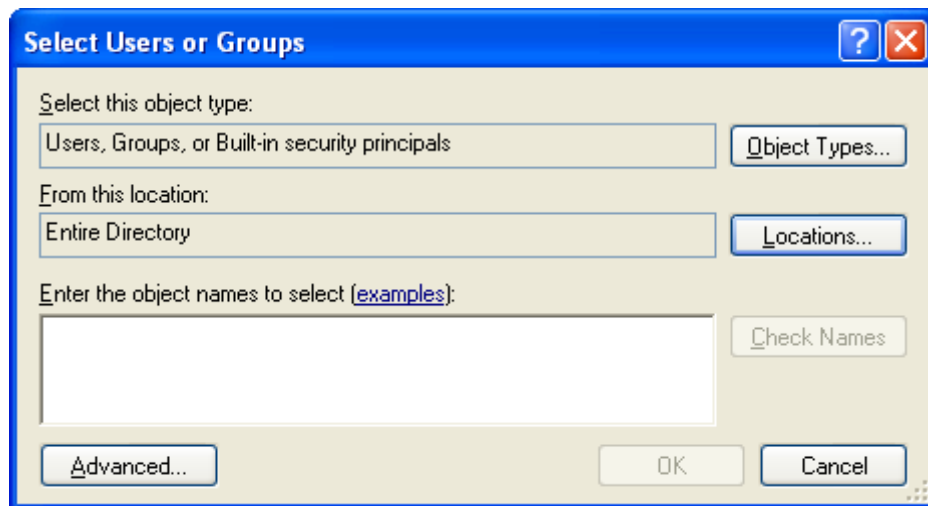 Select Users or Groups
Select this object type:
Users, Groups, or Built-in security principals
Object Types...
From this location:
Entire Directory
Locations...
Enter the object names to select (examples):
Check Names
Advanced...
OK
Cancel